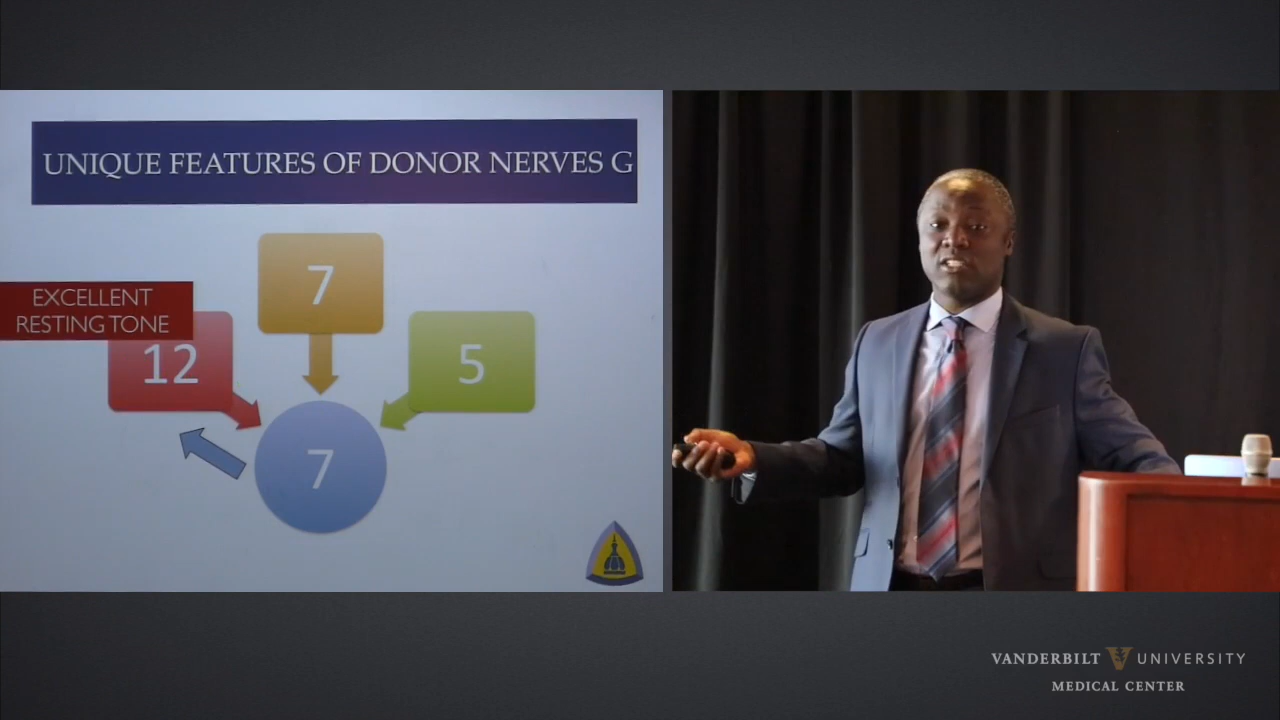 UNIQUE FEATURES OF DONOR NERVES G
7
EXCELLENT
RESTING TONE
12
5
7
VANDERBILT UNIVERSITY
MEDICAL CENTER